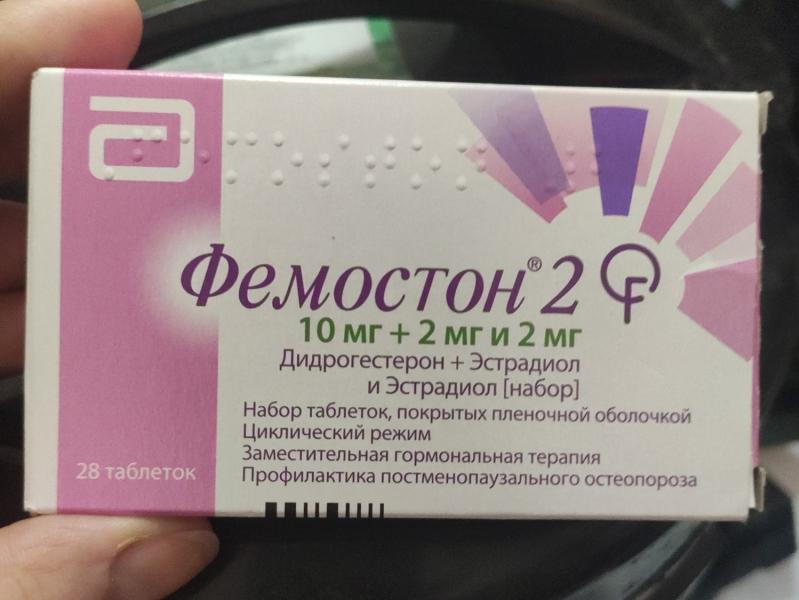 Фемостон® 2
10 мг + 2 мг и 2 мг
Дидрогестерон + Эстрадиол
и Эстрадиол [набор]
Набор таблеток, покрытых пленочной оболочкой
Циклический режим
Заместительная гормональная терапия
Профилактика постменопаузального остеопороза
28 таблеток